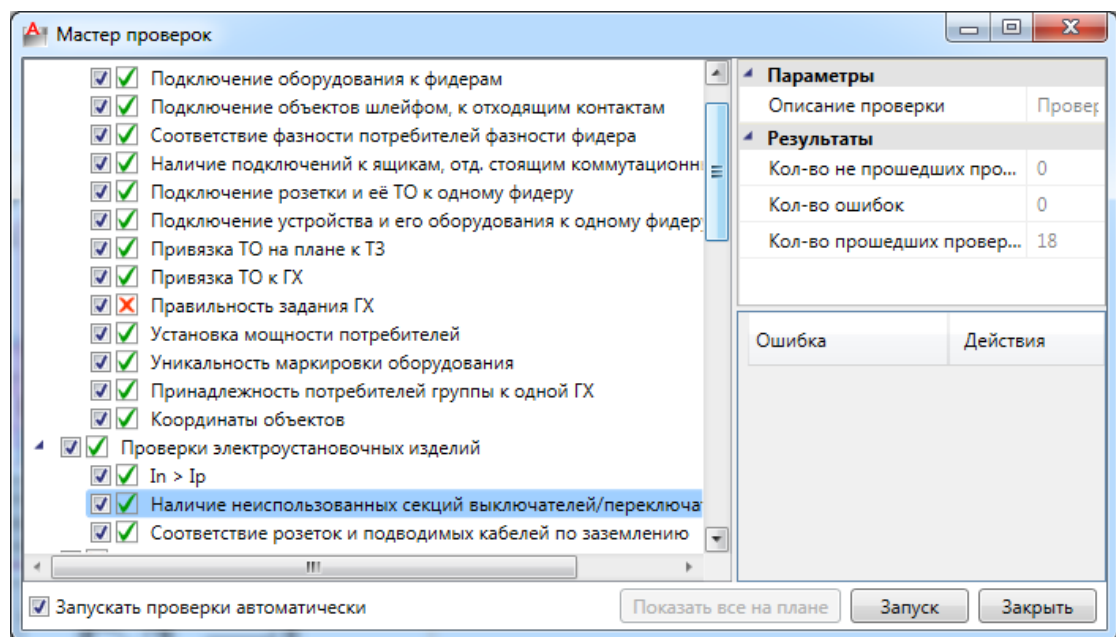 Мастер проверок
Подключение оборудования к фидерам
Подключение объектов шлейфом, к отходящим контактам
Соответствие фазности потребителей фазности фидера
Наличие подключений к ящикам, отд. стоящим коммутационн
Подключение розетки и её ТО к одному фидеру
Подключение устройства и его оборудования к одному фидер
Привязка ТО на плане к ТЗ
Привязка ТО к ГХ
Правильность задания ГХ
Установка мощности потребителей
Уникальность маркировки оборудования
Принадлежность потребителей группы к одной ГХ
Координаты объектов
Проверки электроустановочных изделий
In > Ip
Наличие неиспользованных секций выключателей/переключа
Соответствие розеток и подводимых кабелей по заземлению
Параметры
Описание проверки Провер
Результаты
Кол-во не прошедших про... 0
Кол-во ошибок 0
Кол-во прошедших провер... 18
Ошибка Действия
Запускать проверки автоматически
Показать все на плане Запуск Закрыть